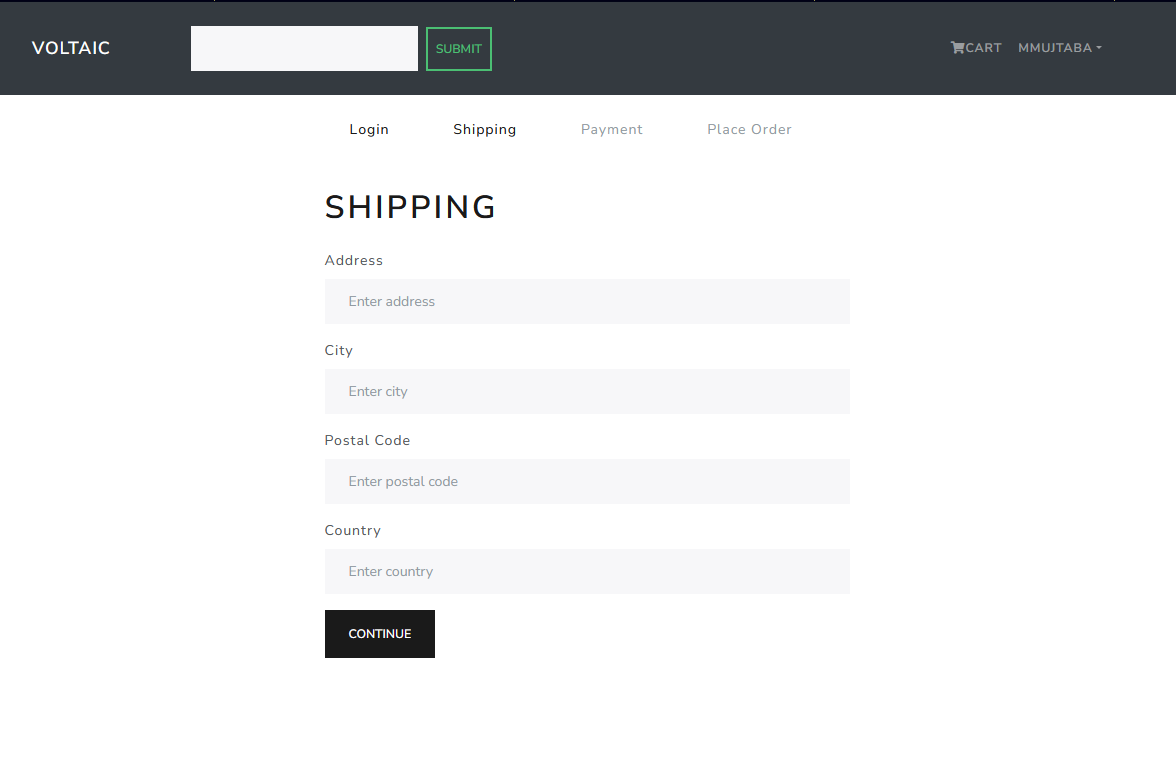 VOLTAIC SUBMIT CART MMUJTABA
Login Shipping Payment Place Order
SHIPPING
Address
Enter address
City
Enter city
Postal Code
Enter postal code
Country
Enter country
CONTINUE